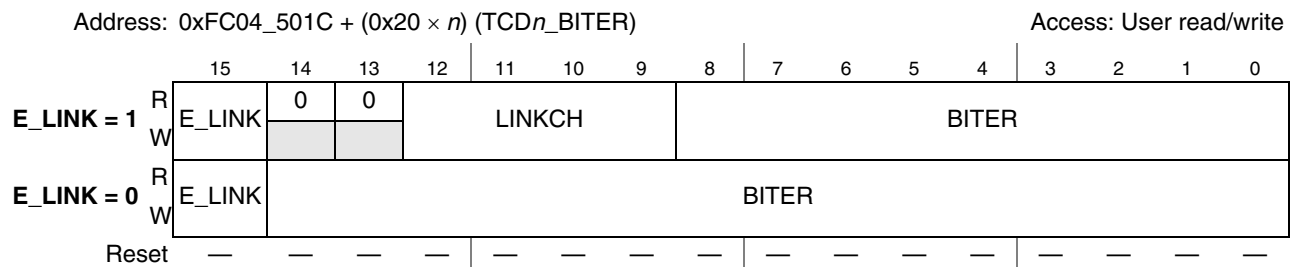 Address: 0xFC04_501C + (0x20 × n) (TCDn_BITER) Access: User read/write
15 14 13 12 11 10 9 8 7 6 5 4 3 2 1 0
E_LINK = 1 R E_LINK 0 0 LINKCH BITER
W
E_LINK = 0 R E_LINK BITER
W
Reset — — — — — — — — — — — — — — — —